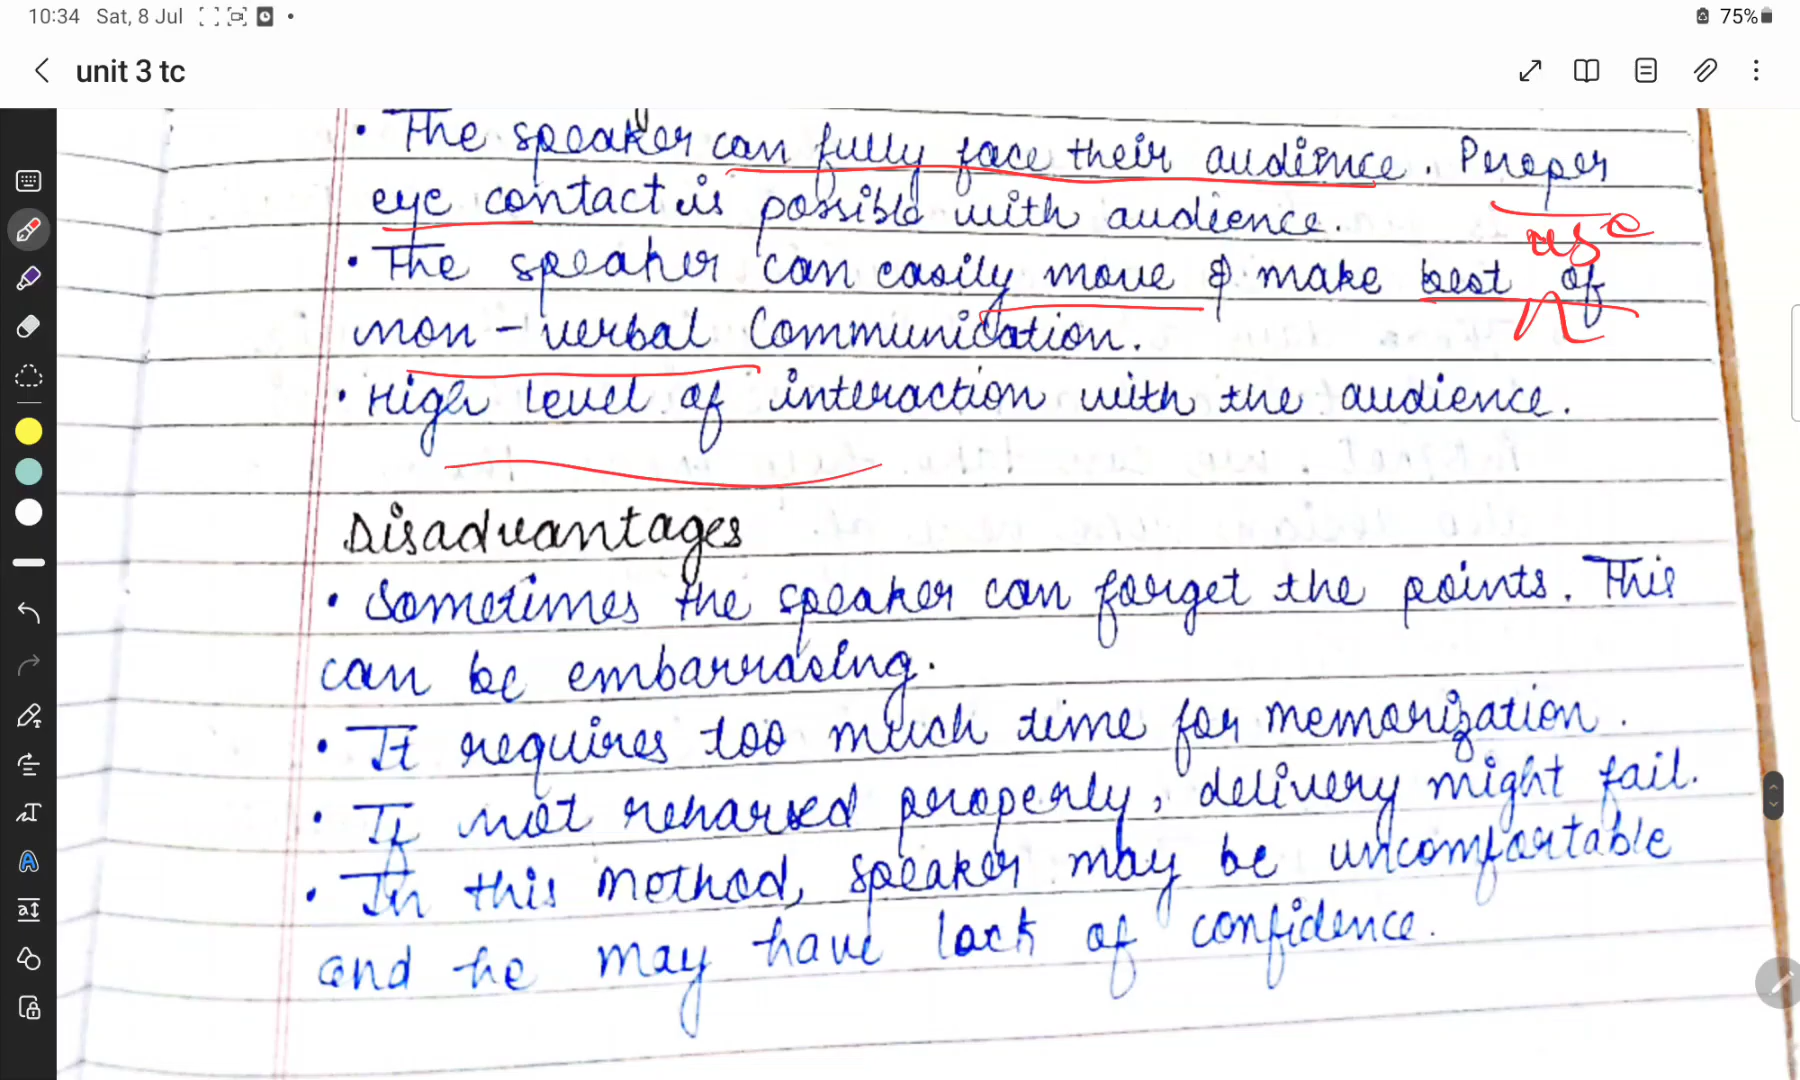 10:34 Sat, 8 Jul
75%
unit 3 tc
• The speaker can fully face their audience. Proper
eye contact is possible with audience.
use
• The speaker can easily move & make best of
non-verbal Communication.
• High level of interaction with the audience.
Disadvantages
• Sometimes the speaker can forget the points. This
can be embarrasing.
• It requires too much time for memorization.
• If not reharsed properly, delivery might fail.
• In this method, speaker may be uncomfortable
and he may have lack of confidence.